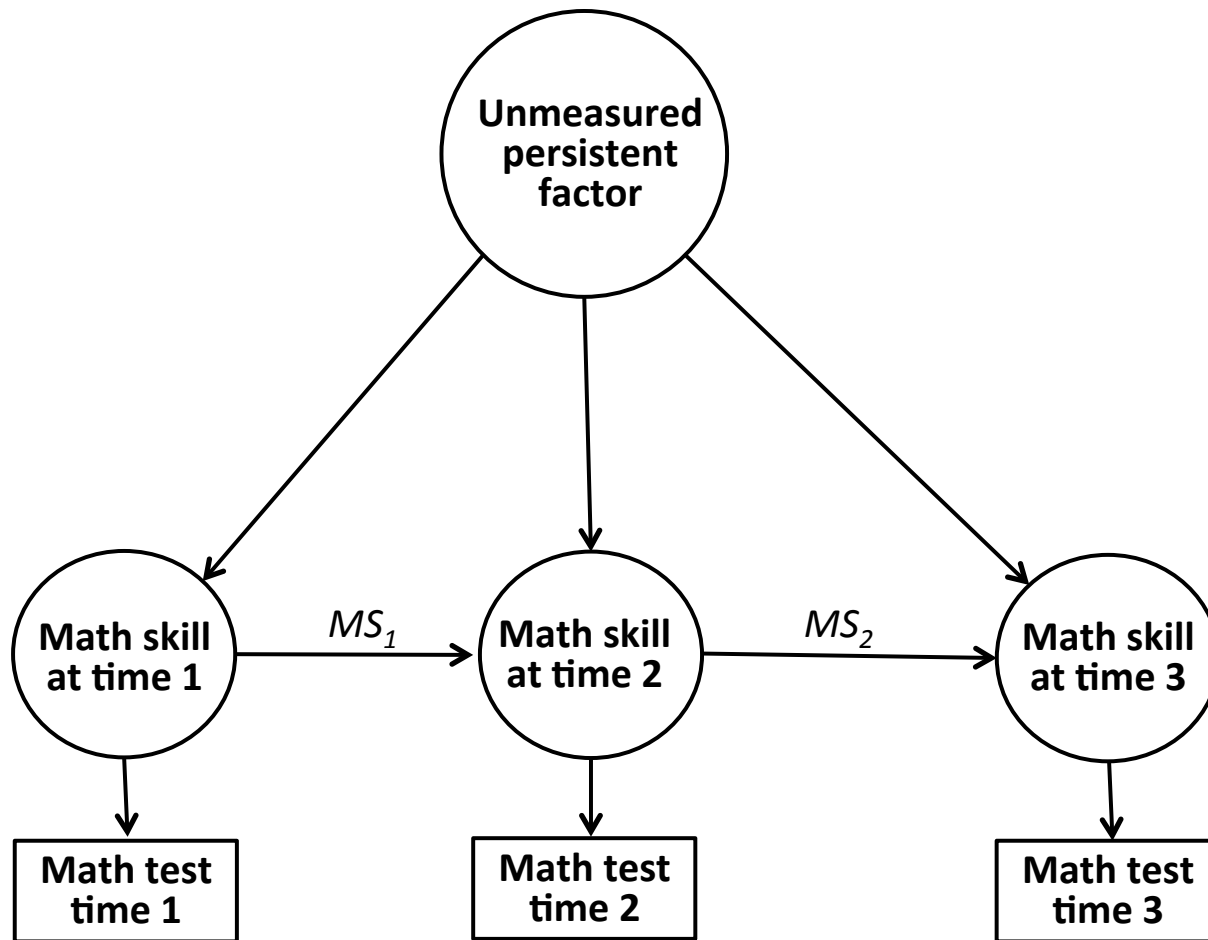 Unmeasured
persistent
factor
MS₁
MS₂
Math skill
at time 1
Math skill
at time 2
Math skill
at time 3
Math test
time 1
Math test
time 2
Math test
time 3